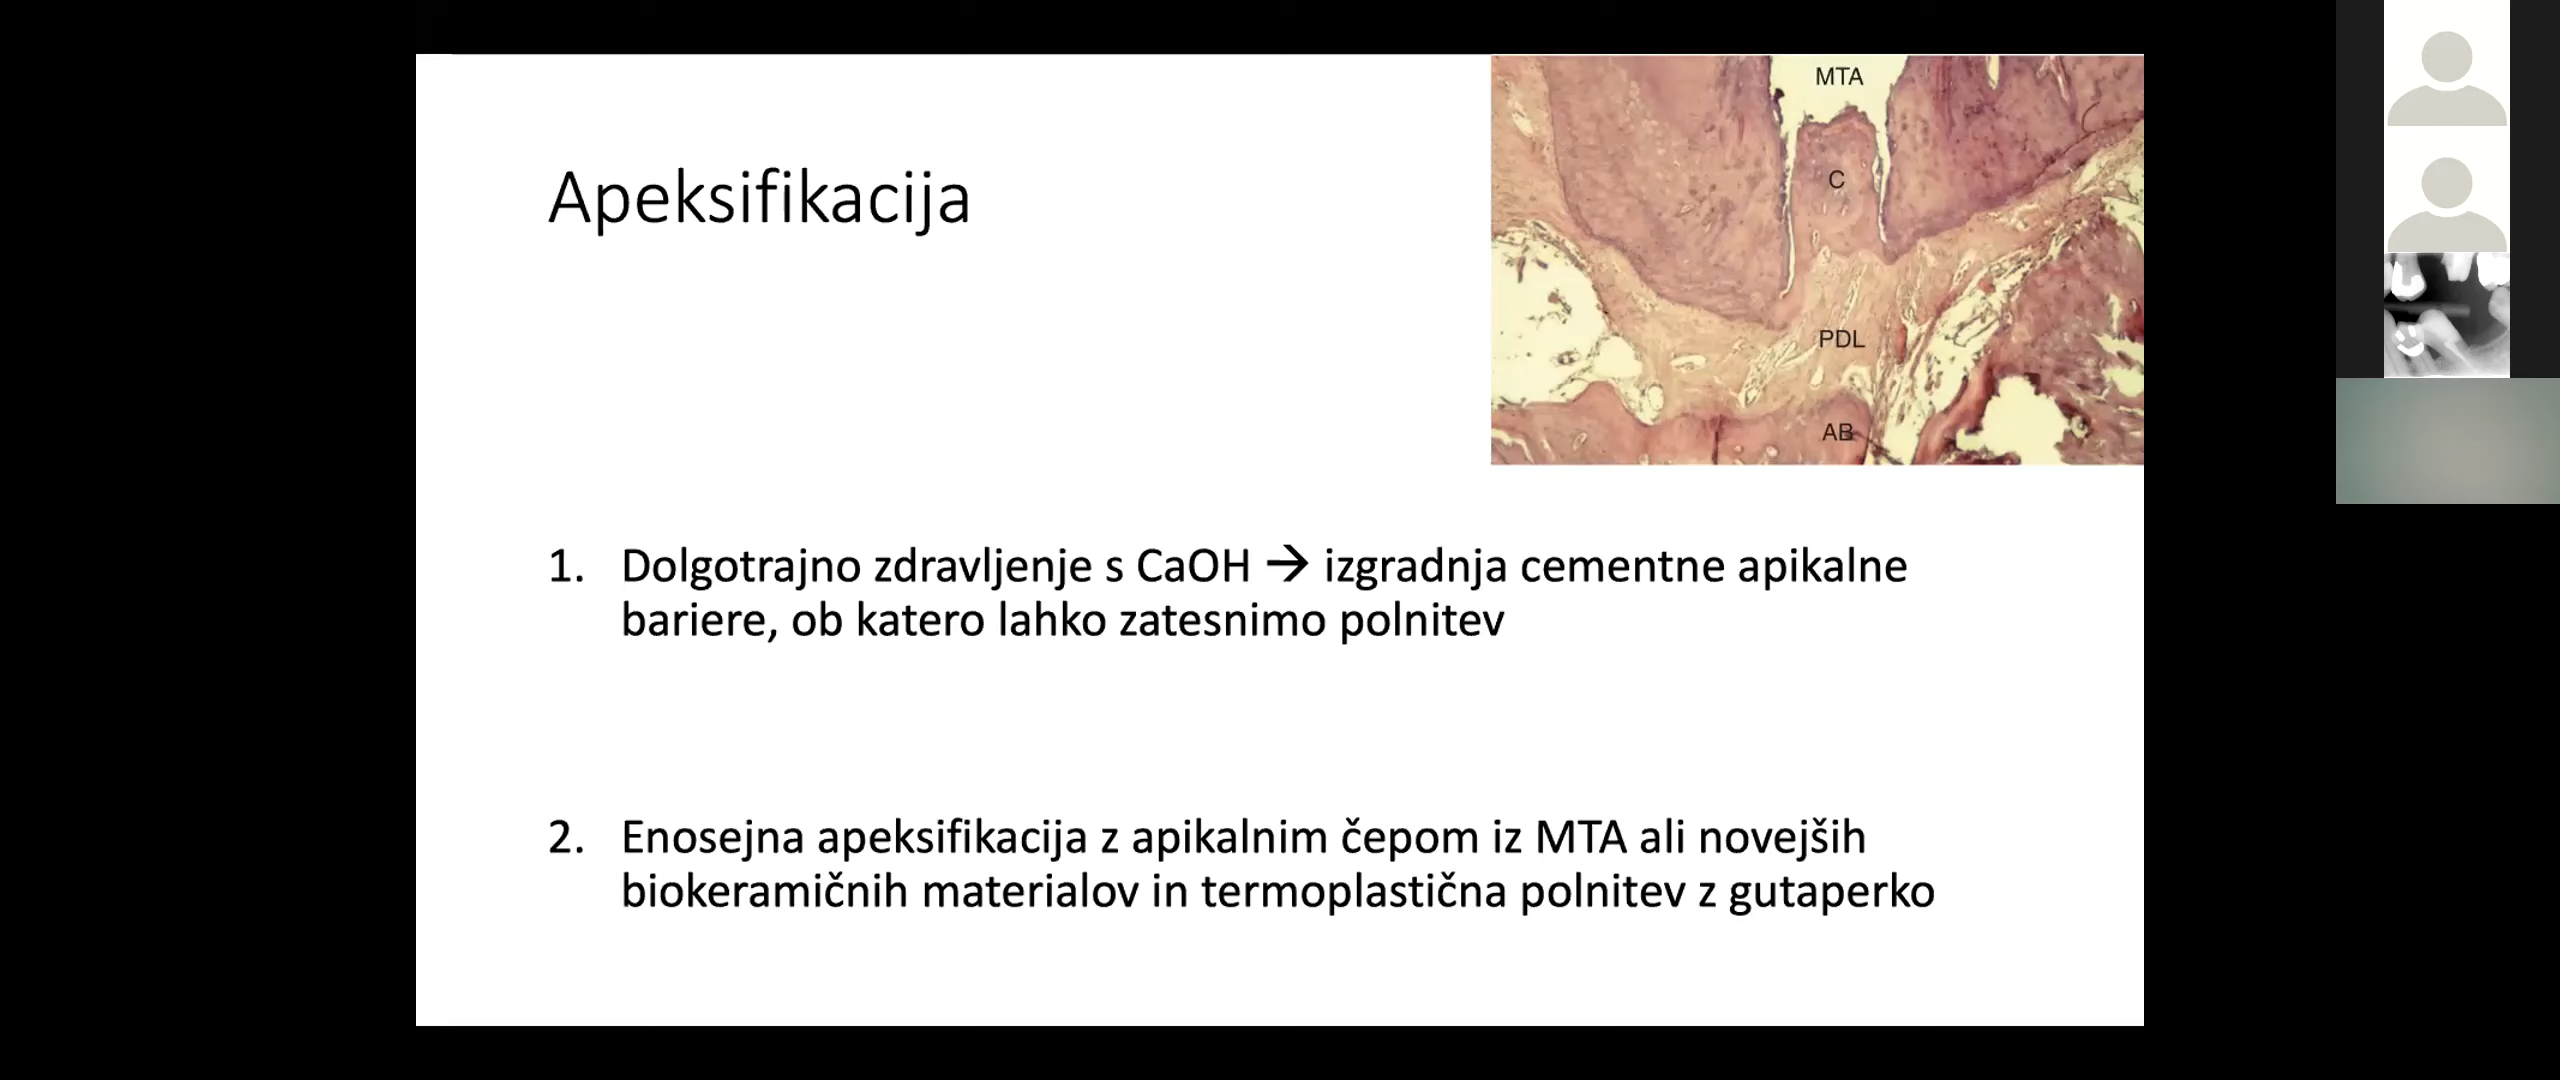 MTA
Apeksifikacija
C
PDL
AB
1. Dolgotrajno zdravljenje s CaOH → izgradnja cementne apikalne
bariere, ob katero lahko zatesnimo polnitev
2. Enosejna apeksifikacija z apikalnim čepom iz MTA ali novejših
biokeramičnih materialov in termoplastična polnitev z gutaperko